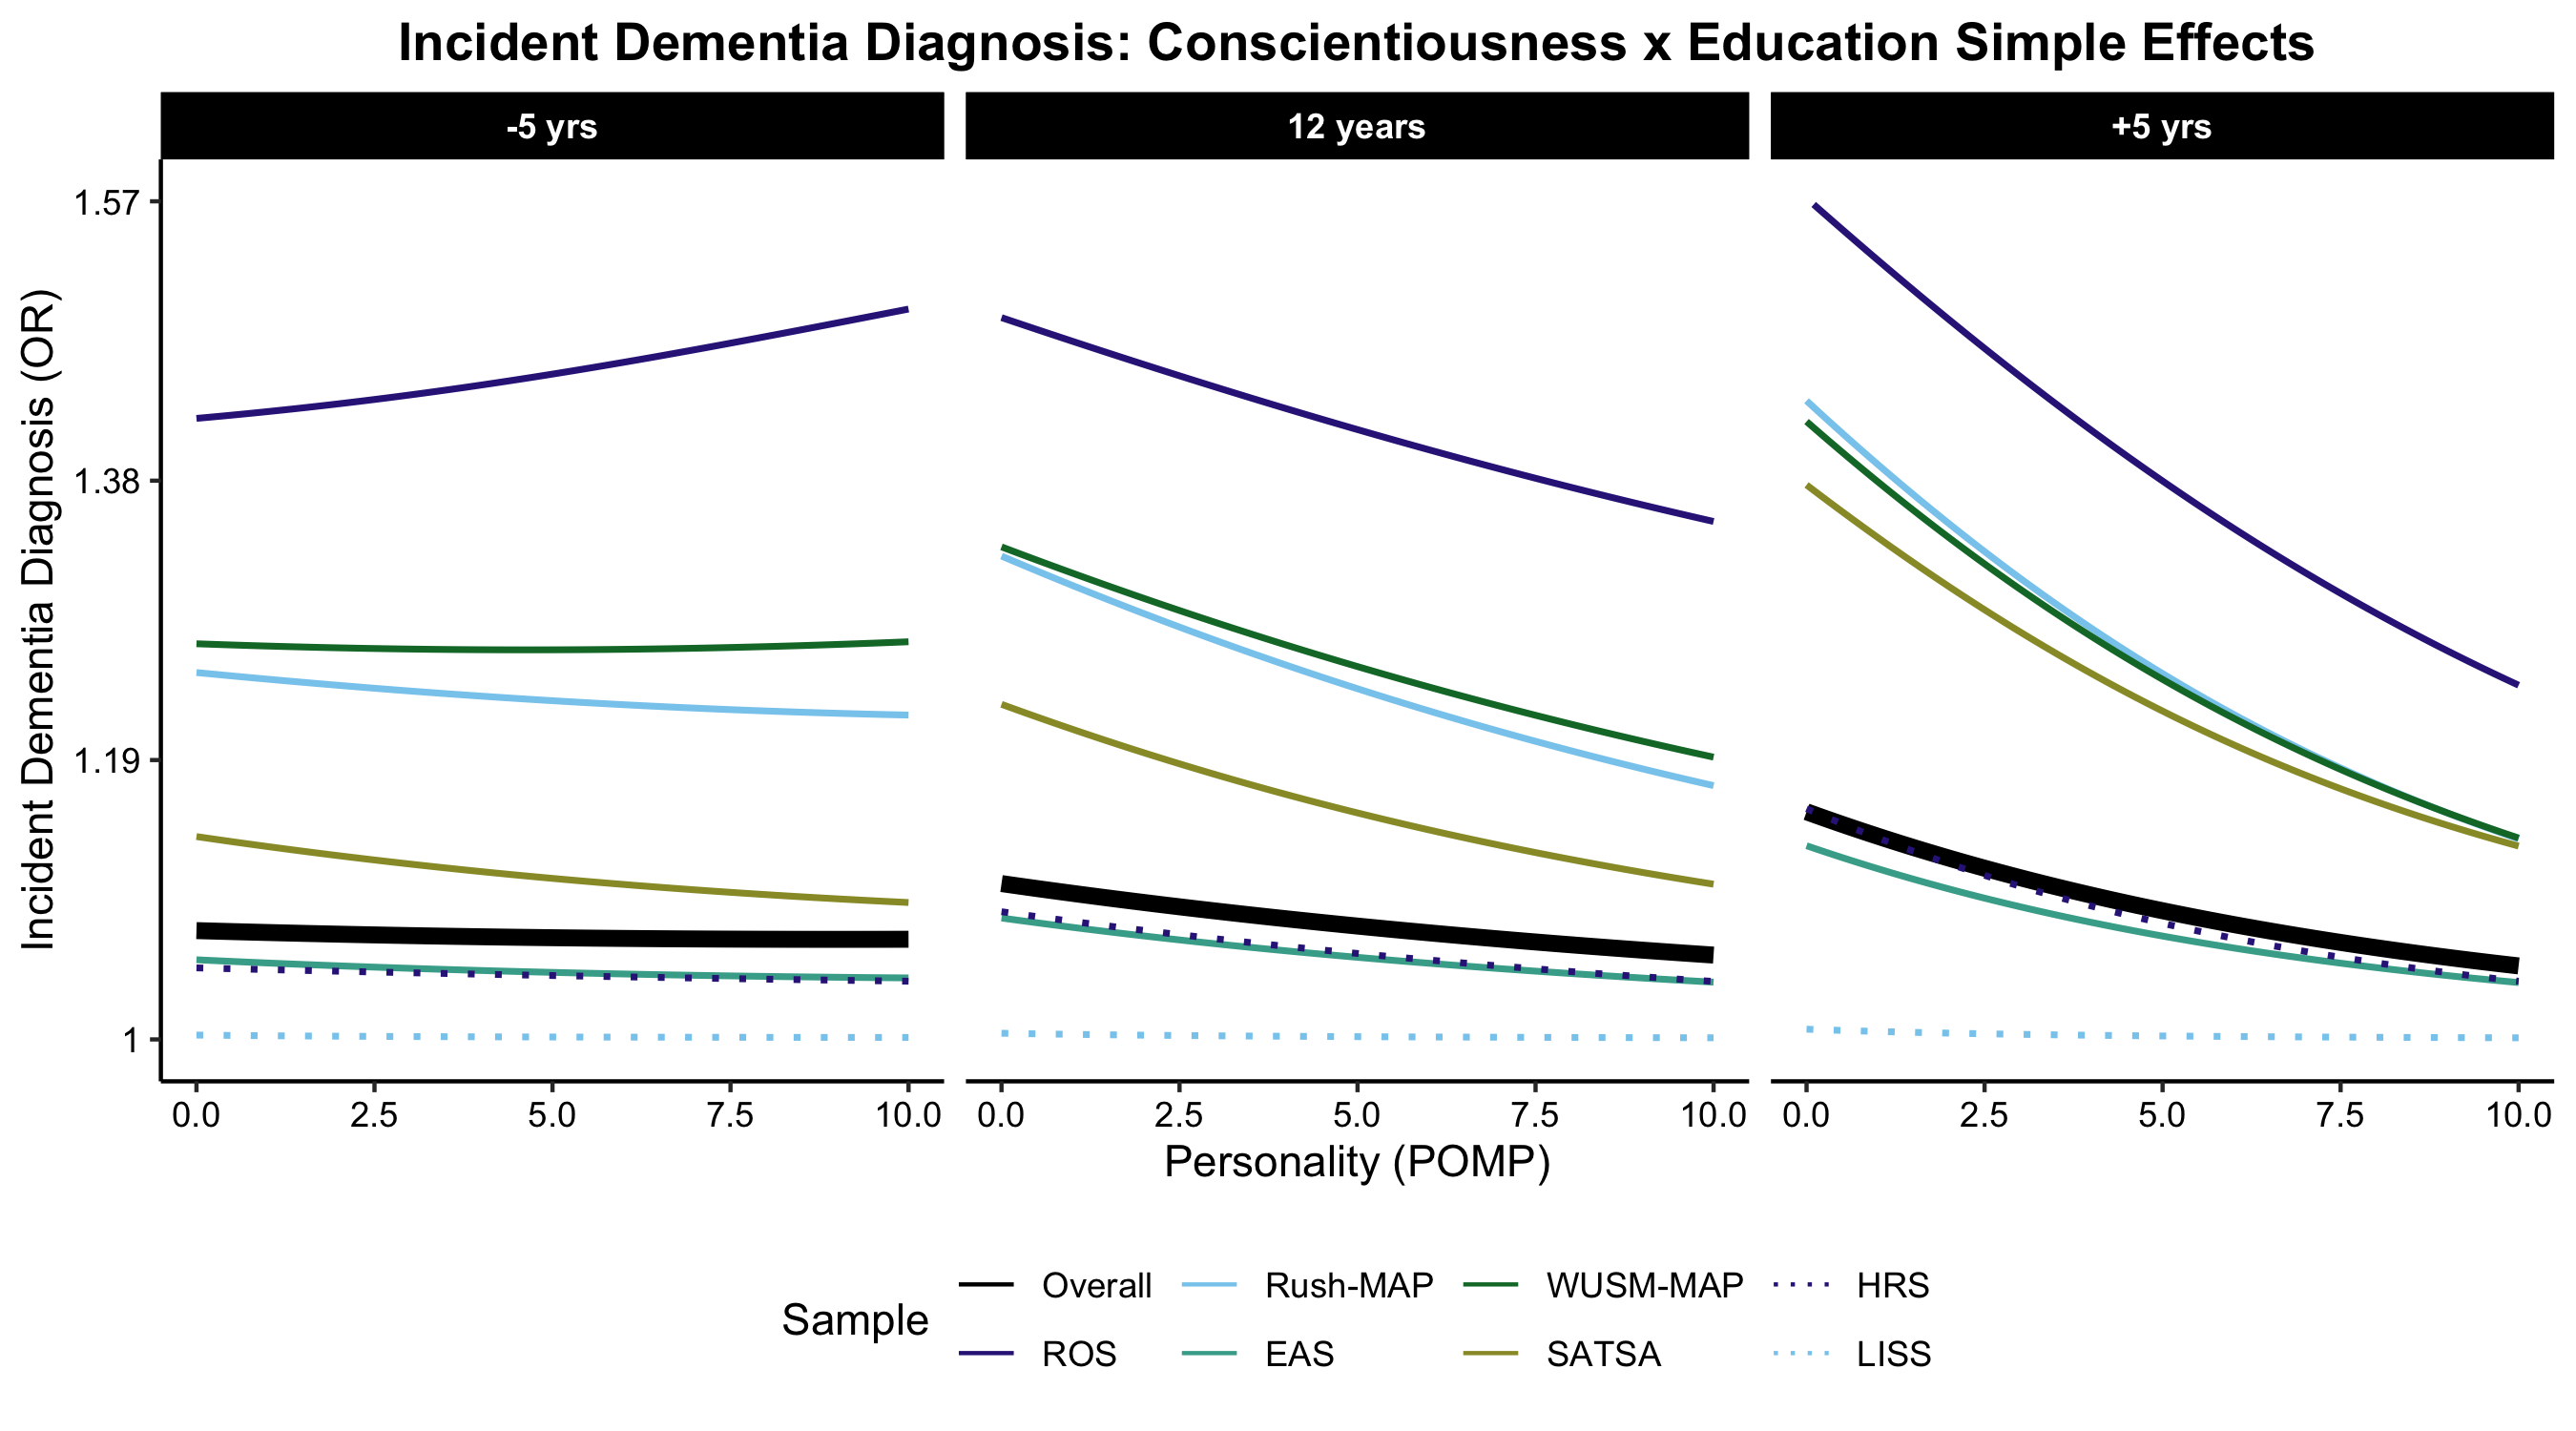 Incident Dementia Diagnosis: Conscientiousness x Education Simple Effects
-5 yrs 12 years +5 yrs
Incident Dementia Diagnosis (OR)
1.57
1.38
1.19
1
0.0 2.5 5.0 7.5 10.0 0.0 2.5 5.0 7.5 10.0 0.0 2.5 5.0 7.5 10.0
Personality (POMP)
Sample
Overall Rush-MAP WUSM-MAP HRS
ROS EAS SATSA LISS